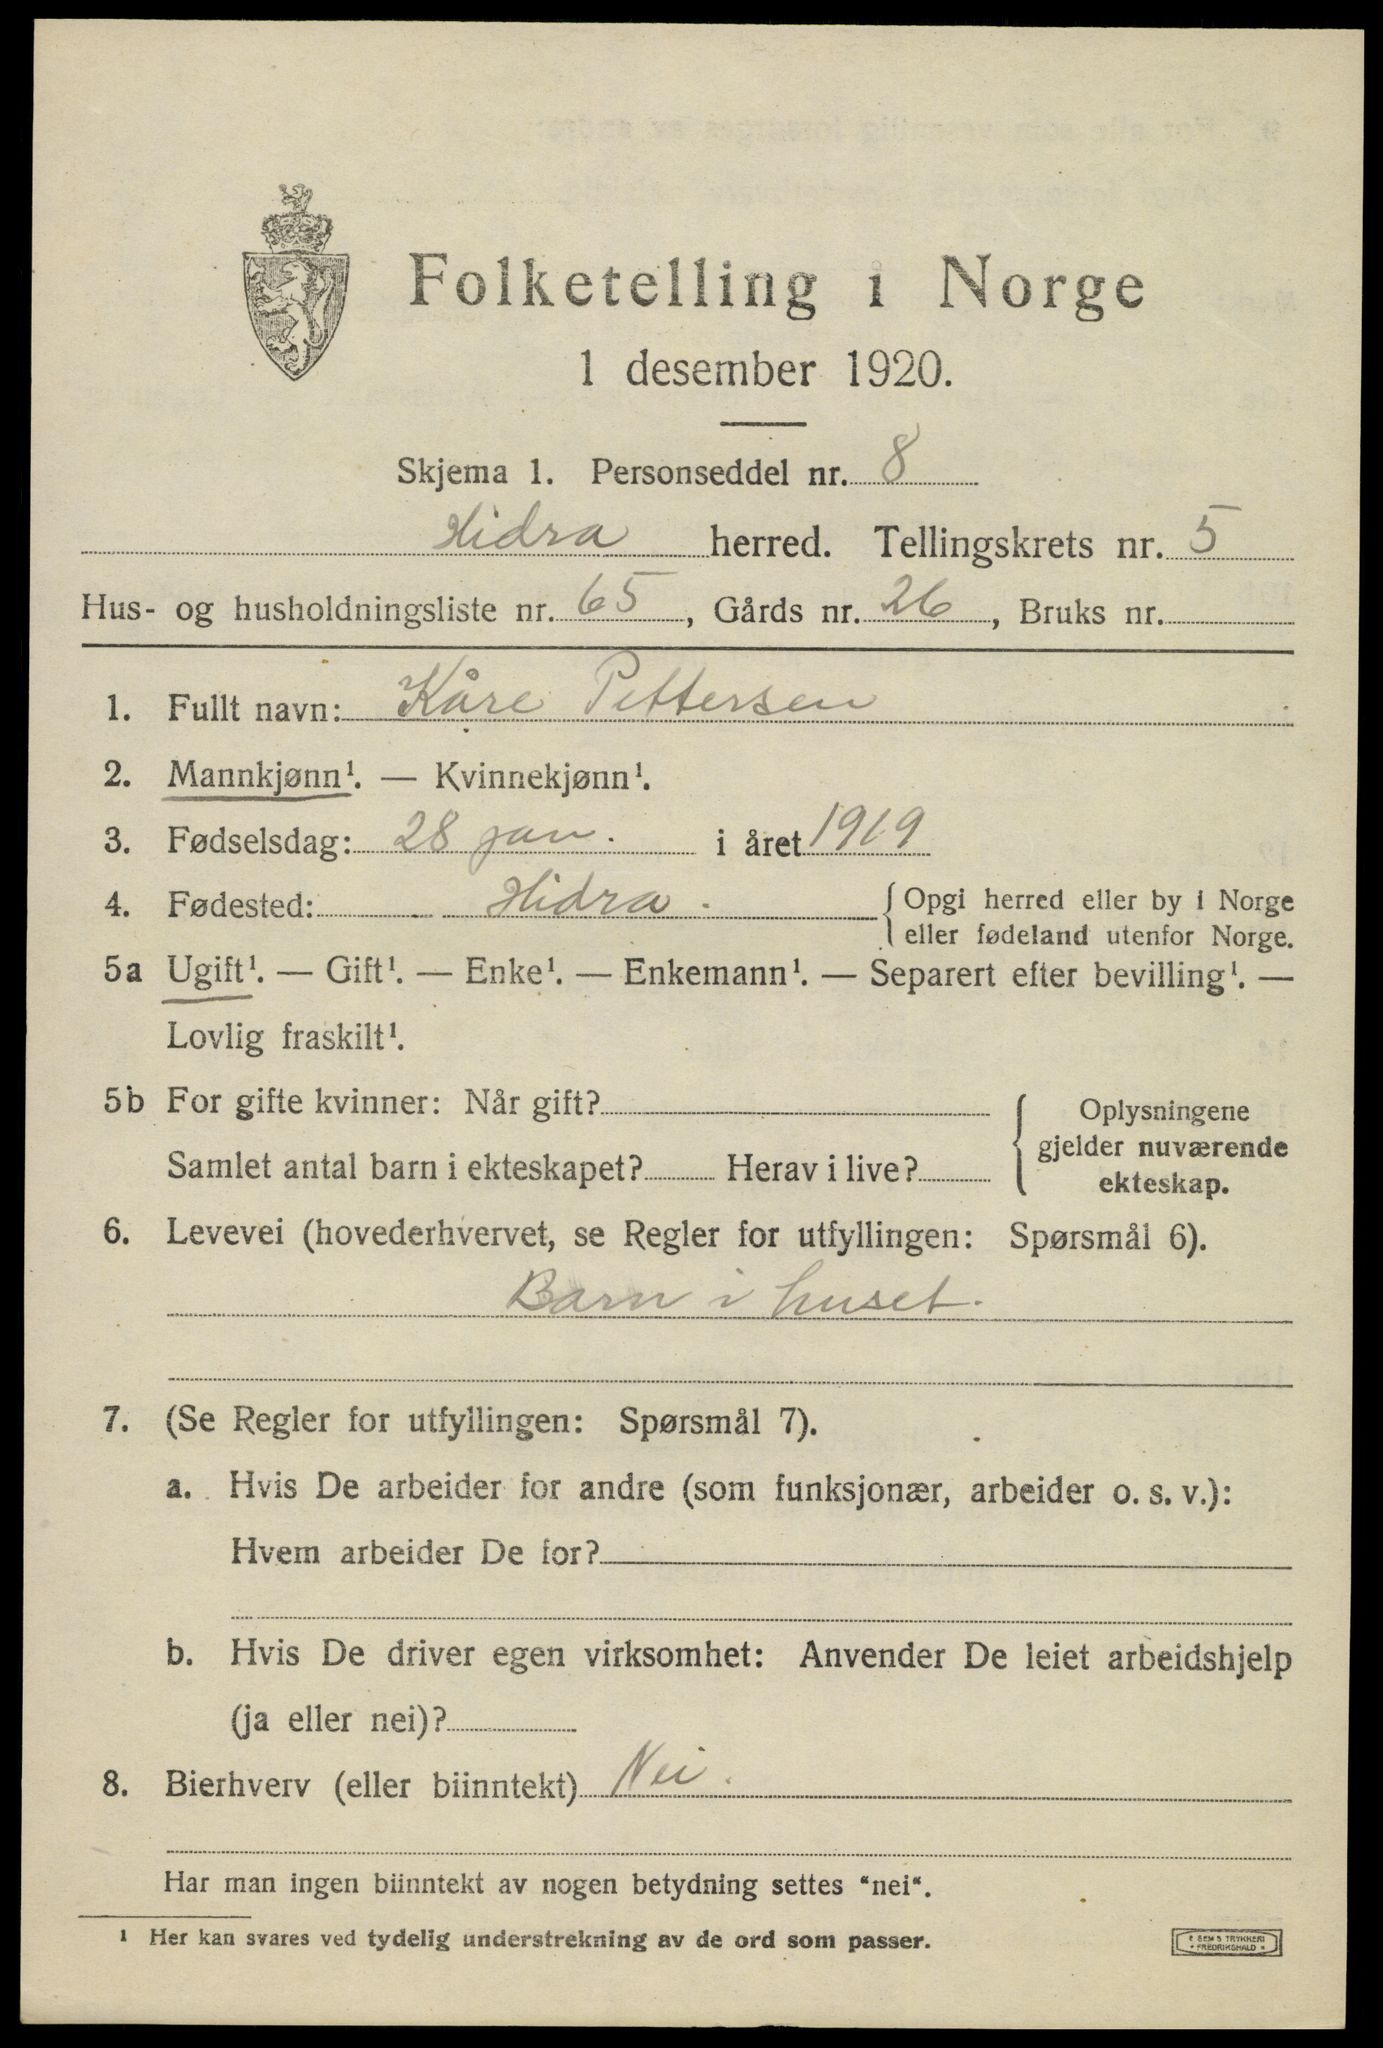 Folketelling i Norge
1 desember 1920.
Skjema 1. Personseddel nr. 8
Hidra herred. Tellingskrets nr. 5
Hus- og husholdningsliste nr. 65, Gårds nr. 26, Bruks nr.
1. Fullt navn: Kåre Pettersen
2. Mannkjønn¹. — Kvinnekjønn¹.
3. Fødselsdag: 28 jan. i året 1919
4. Fødested: Hidra. {Opgi herred eller by i Norge
eller fødeland utenfor Norge.
5a Ugift¹. — Gift¹. — Enke¹. — Enkemann¹. — Separert efter bevilling¹. —
Lovlig fraskilt¹.
5b For gifte kvinner: Når gift?
Oplysningene
gjelder nuværende
ekteskap.
Samlet antal barn i ekteskapet? Herav i live?
6. Levevei (hovederhvervet, se Regler for utfyllingen: Spørsmål 6).
Barn i huset.
7. (Se Regler for utfyllingen: Spørsmål 7).
a. Hvis De arbeider for andre (som funksjonær, arbeider o. s. v.):
Hvem arbeider De for?
b. Hvis De driver egen virksomhet: Anvender De leiet arbeidshjelp
(ja eller nei)?
8. Bierhverv (eller biinntekt) Nei.
Har man ingen biinntekt av nogen betydning settes "nei".
¹ Her kan svares ved tydelig understrekning av de ord som passer.
SEM'S TRYKKERI
FREDRIKSHALD